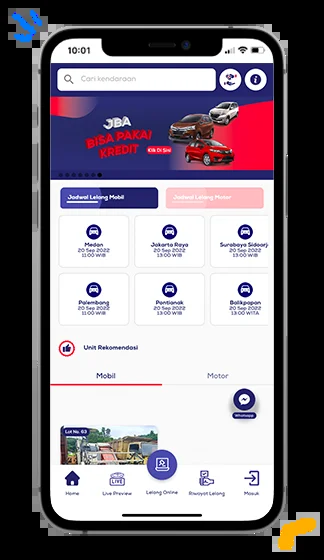 10:01
Cari kendaraan
JBA
BISA PAKAI
KREDIT
Klik Di Sini
Jadwal Lelang Mobil
Jadwal Lelang Motor
Medan
20 Sep 2022
11:00 WIB
Jakarta Raya
20 Sep 2022
13:00 WIB
Surabaya Sidoarj
20 Sep 2022
13:00 WIB
Palembang
20 Sep 2022
11:00 WIB
Pontianak
20 Sep 2022
13:00 WIB
Balikpapan
20 Sep 2022
13:00 WITA
Unit Rekomendasi
Mobil
Motor
Whatsapp
Lot No. 63
LIVE
Home
Live Preview
Lelang Online
Riwayat Lelang
Masuk